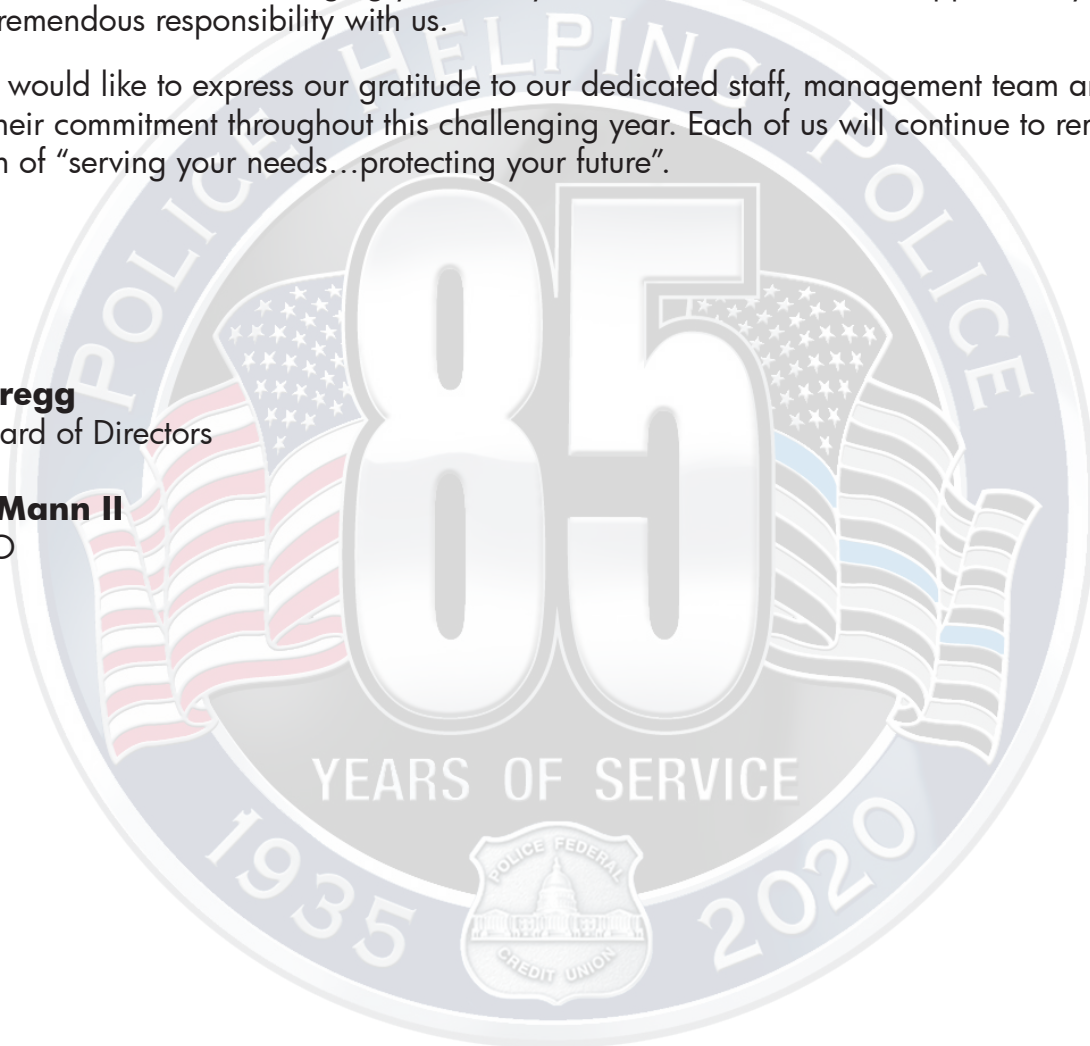 remendous responsibility with us.
would like to express our gratitude to our dedicated staff, management team
heir commitment throughout this challenging year. Each of us will continue to
of “serving your needs...protecting your future”.
regg
ard of Directors
Mann II
POLICE HELPING POLICE
85
YEARS OF SERVICE
1935 2020
POLICE FEDERAL
CREDIT UNION